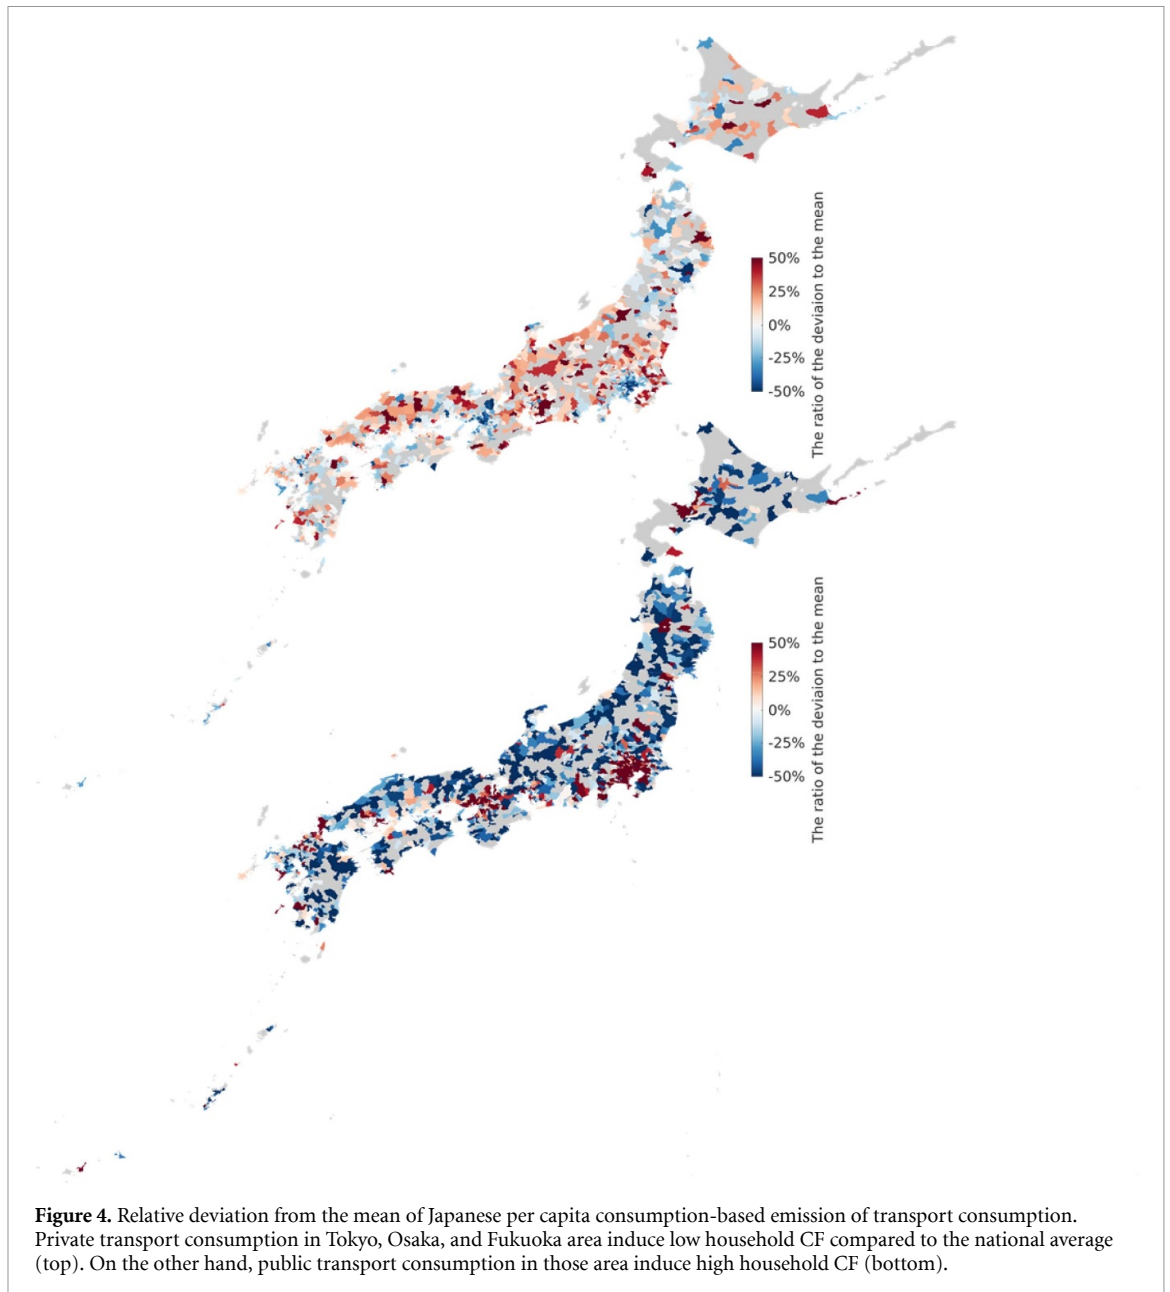 50%
25%
0%
-25%
-50%
The ratio of the deviaion to the mean
50%
25%
0%
-25%
-50%
The ratio of the deviaion to the mean
Figure 4. Relative deviation from the mean of Japanese per capita consumption-based emission of transport consumption.
Private transport consumption in Tokyo, Osaka, and Fukuoka area induce low household CF compared to the national average
(top). On the other hand, public transport consumption in those area induce high household CF (bottom).